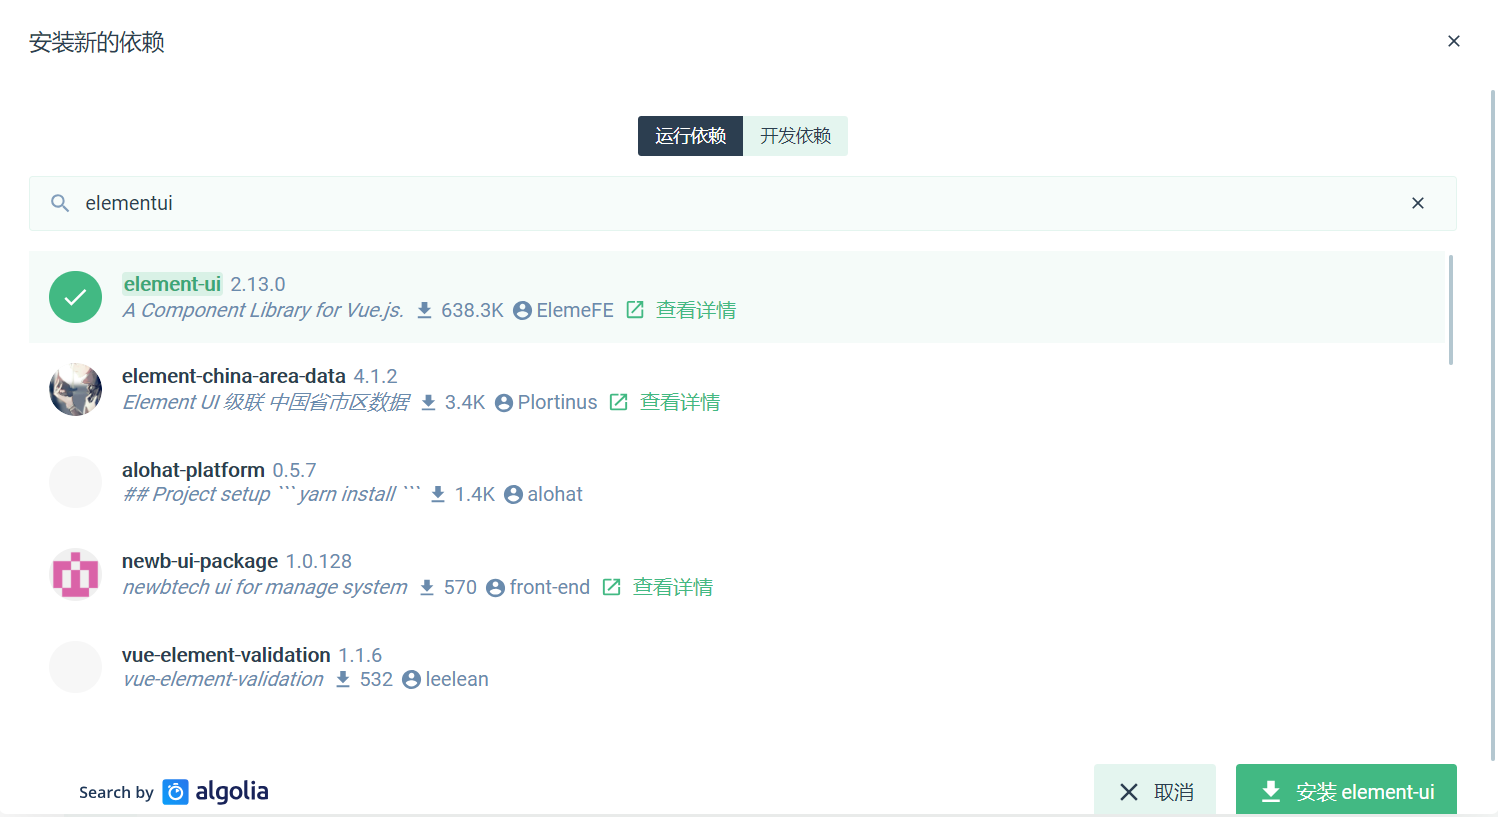 安装新的依赖
运行依赖 开发依赖
elementui
element-ui 2.13.0
A Component Library for Vue.js. 638.3K ElemeFE 查看详情
element-china-area-data 4.1.2
Element UI 级联 中国省市区数据 3.4K Plortinus 查看详情
alohat-platform 0.5.7
## Project setup ```yarn install ``` 1.4K alohat
newb-ui-package 1.0.128
newbtech ui for manage system 570 front-end 查看详情
vue-element-validation 1.1.6
vue-element-validation 532 leelean
Search by algolia 取消 安装 element-ui